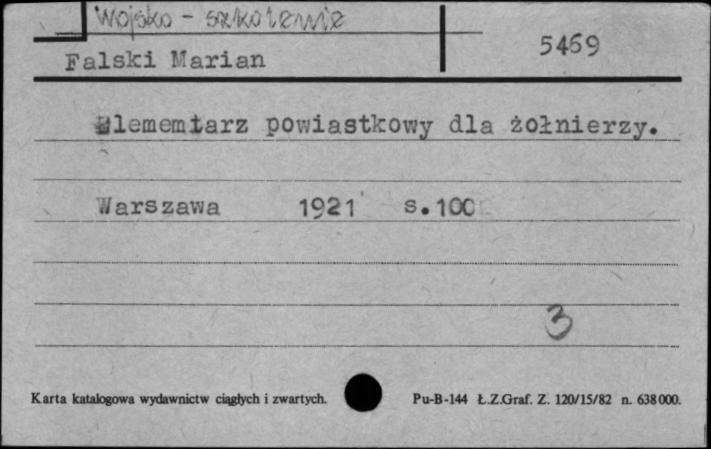 Wojsko - szkolenie
Falski Marian 5469
Elememtarz powiastkowy dla żołnierzy.
Warszawa 1921 s.100
3
Karta katalogowa wydawnictw ciągłych i zwartych. Pu-B-144 Ł.Z.Graf. Z. 120/15/82 n. 638 000.